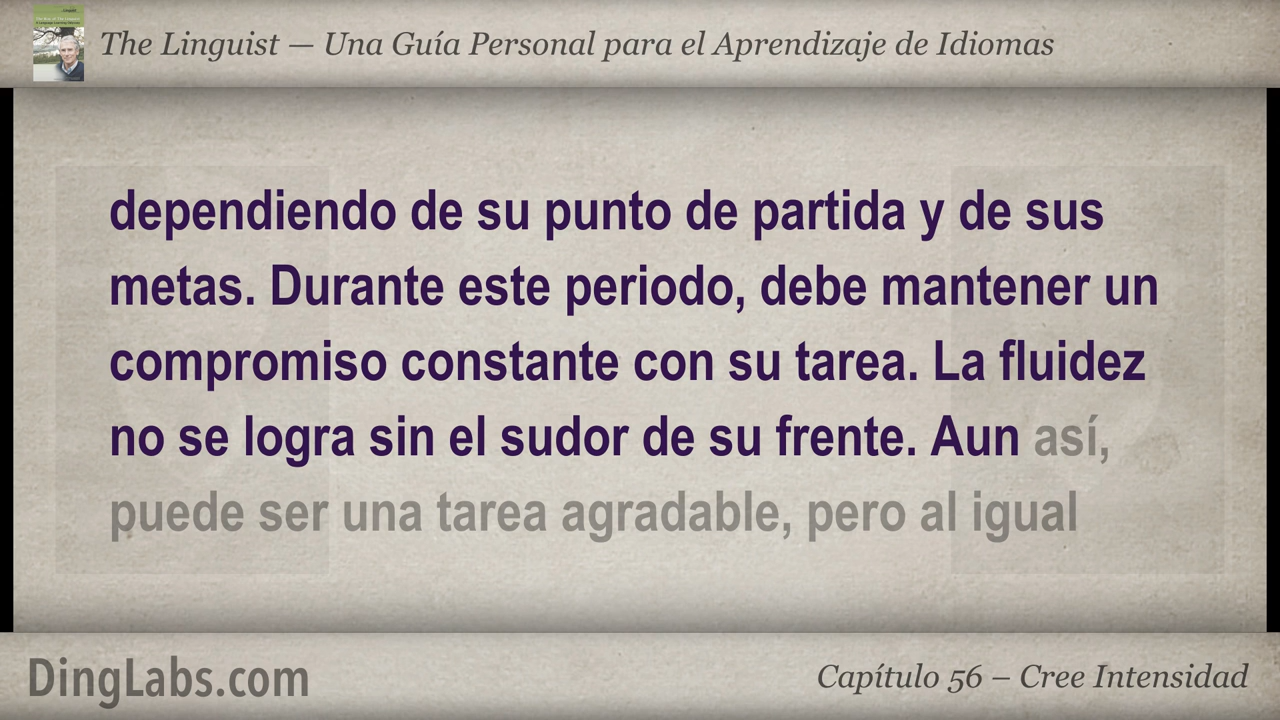 The Linguist — Una Guía Personal para el Aprendizaje de Idiomas
dependiendo de su punto de partida y de sus
metas. Durante este periodo, debe mantener un
compromiso constante con su tarea. La fluidez
no se logra sin el sudor de su frente. Aun así,
puede ser una tarea agradable, pero al igual
DingLabs.com
Capítulo 56 – Cree Intensidad